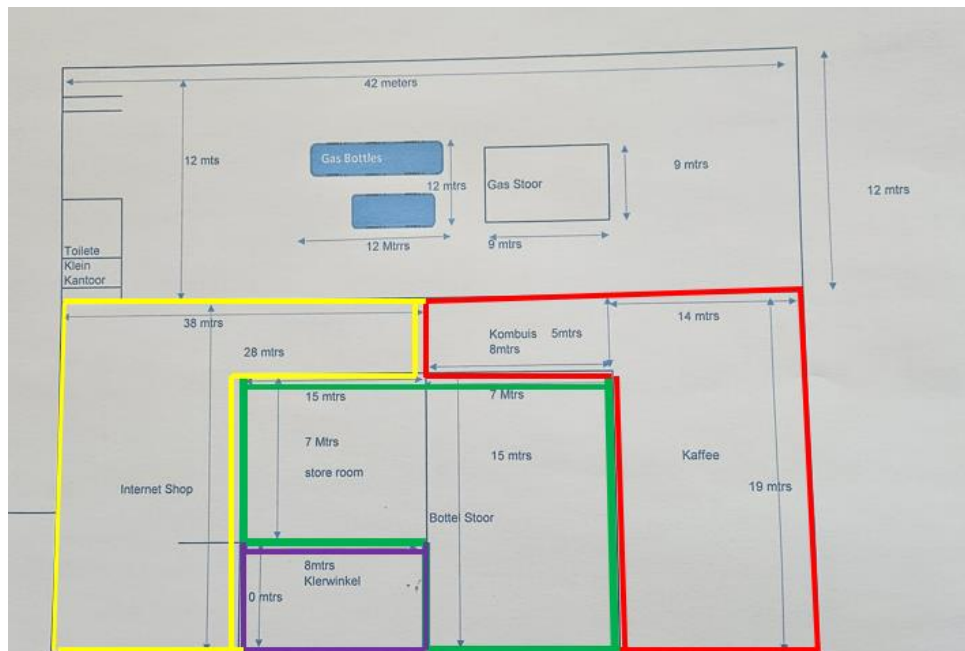 42 meters
12 mts
Gas Bottles
12 mtrs
Gas Stoor
9 mtrs
12 mtrs
12 Mtrrs
9 mtrs
Toilete
Klein
Kantoor
38 mtrs
14 mtrs
Kombuis 5mtrs
8mtrs
28 mtrs
15 mtrs
7 Mtrs
7 Mtrs
15 mtrs
store room
Kaffee
19 mtrs
Internet Shop
Bottel Stoor
8mtrs
Klerwinkel
0 mtrs